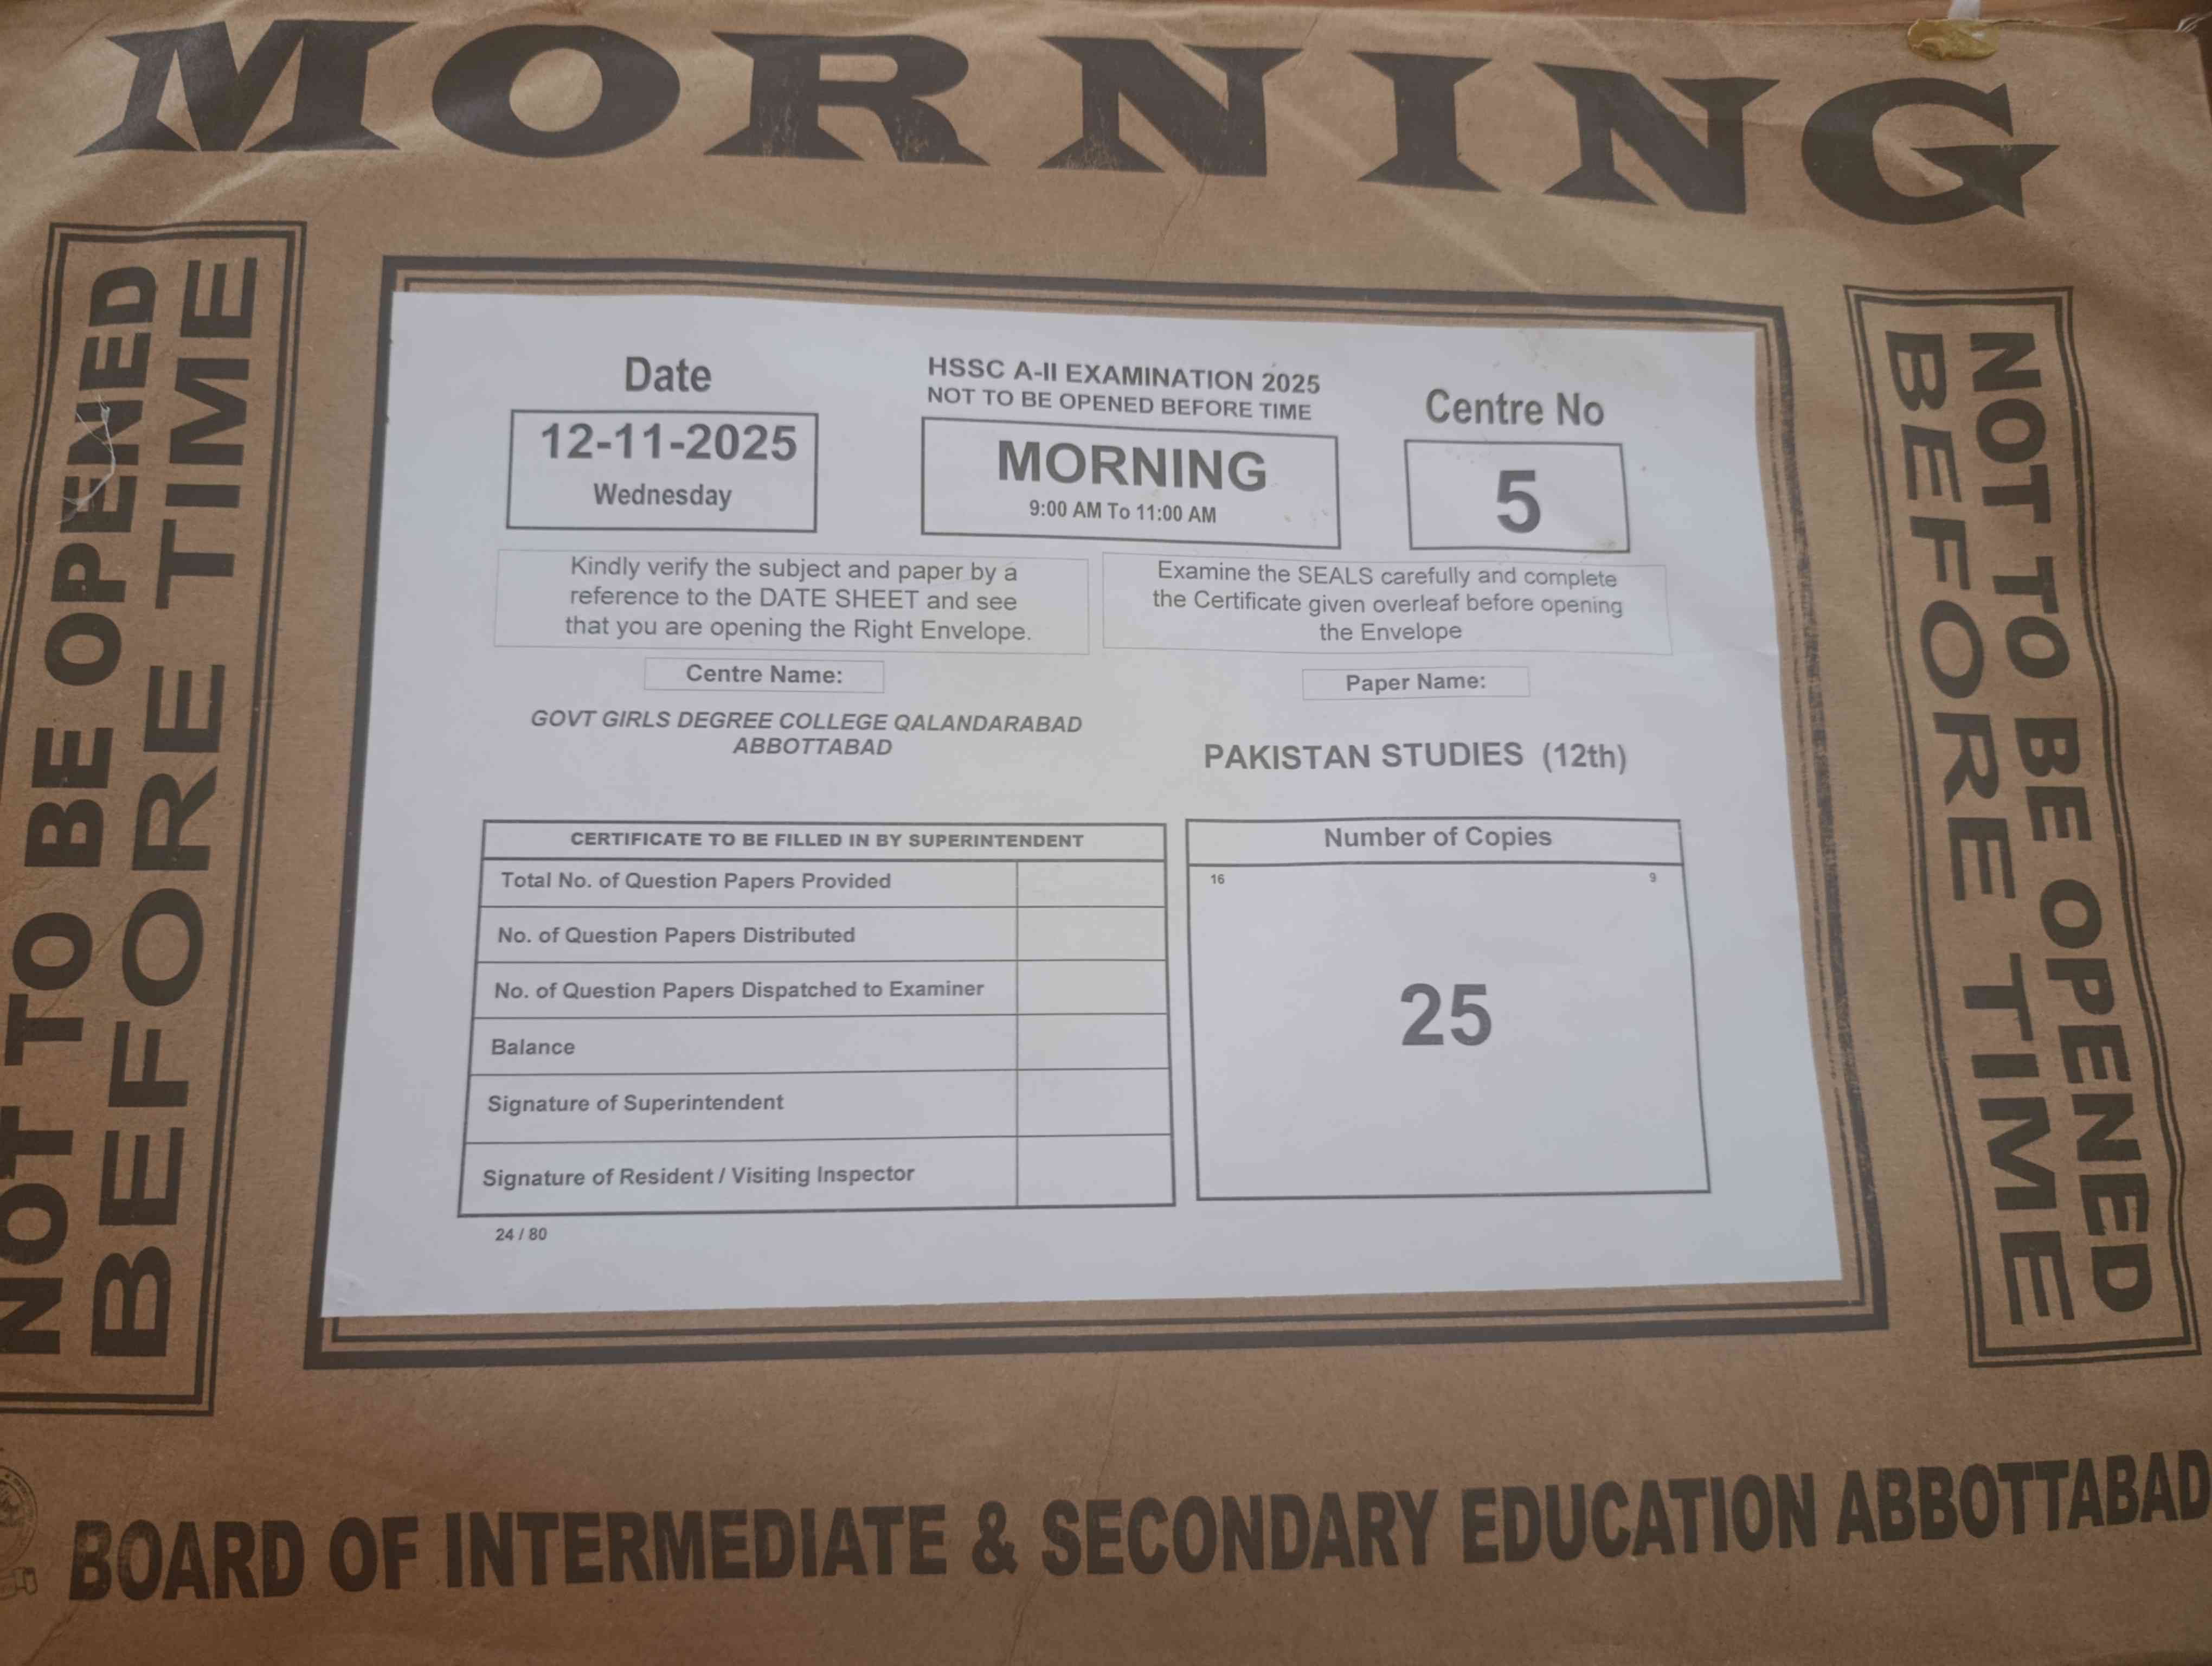 MORNING
NOT TO BE OPENED
BEFORE TIME
Date
12-11-2025
Wednesday
HSSC A-II EXAMINATION 2025
NOT TO BE OPENED BEFORE TIME
MORNING
9:00 AM To 11:00 AM
Centre No
5
Kindly verify the subject and paper by a
reference to the DATE SHEET and see
that you are opening the Right Envelope.
Examine the SEALS carefully and complete
the Certificate given overleaf before opening
the Envelope
Centre Name:
GOVT GIRLS DEGREE COLLEGE QALANDARABAD
ABBOTTABAD
Paper Name:
PAKISTAN STUDIES (12th)
CERTIFICATE TO BE FILLED IN BY SUPERINTENDENT
Total No. of Question Papers Provided
No. of Question Papers Distributed
No. of Question Papers Dispatched to Examiner
Balance
Signature of Superintendent
Signature of Resident / Visiting Inspector
24 / 80
Number of Copies
16 9
25
NOT TO BE OPENED
BEFORE TIME
BOARD OF INTERMEDIATE & SECONDARY EDUCATION ABBOTTABAD